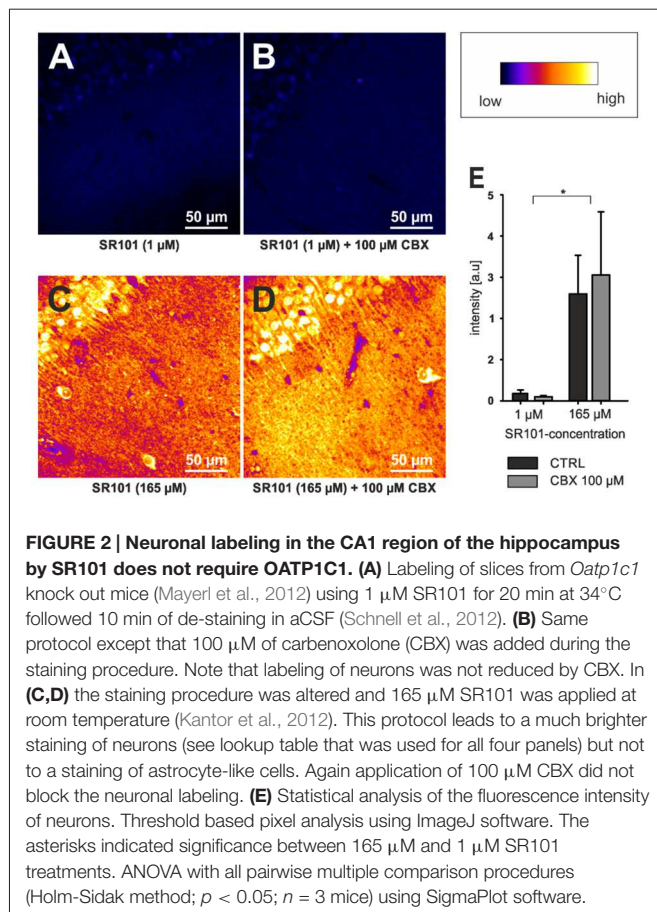 A
B
50 µm
50 µm
SR101 (1 µM)
SR101 (1 µM) + 100 µM CBX
low
high
C
D
50 µm
50 µm
SR101 (165 µM)
SR101 (165 µM) + 100 µM CBX
E
*
intensity [a.u]
5
4
3
1
2
0
1 µM
165 µM
SR101-concentration
CTRL
CBX 100 µM
FIGURE 2 | Neuronal labeling in the CA1 region of the hippocampus
by SR101 does not require OATP1C1. (A) Labeling of slices from Oatp1c1
knock out mice (Mayerl et al., 2012) using 1 µM SR101 for 20 min at 34°C
followed 10 min of de-staining in aCSF (Schnell et al., 2012). (B) Same
protocol except that 100 µM of carbenoxolone (CBX) was added during the
staining procedure. Note that labeling of neurons was not reduced by CBX. In
(C,D) the staining procedure was altered and 165 µM SR101 was applied at
room temperature (Kantor et al., 2012). This protocol leads to a much brighter
staining of neurons (see lookup table that was used for all four panels) but not
to a staining of astrocyte-like cells. Again application of 100 µM CBX did not
block the neuronal labeling. (E) Statistical analysis of the fluorescence intensity
of neurons. Threshold based pixel analysis using ImageJ software. The
asterisks indicated significance between 165 µM and 1 µM SR101
treatments. ANOVA with all pairwise multiple comparison procedures
(Holm-Sidak method; p < 0.05; n = 3 mice) using SigmaPlot software.